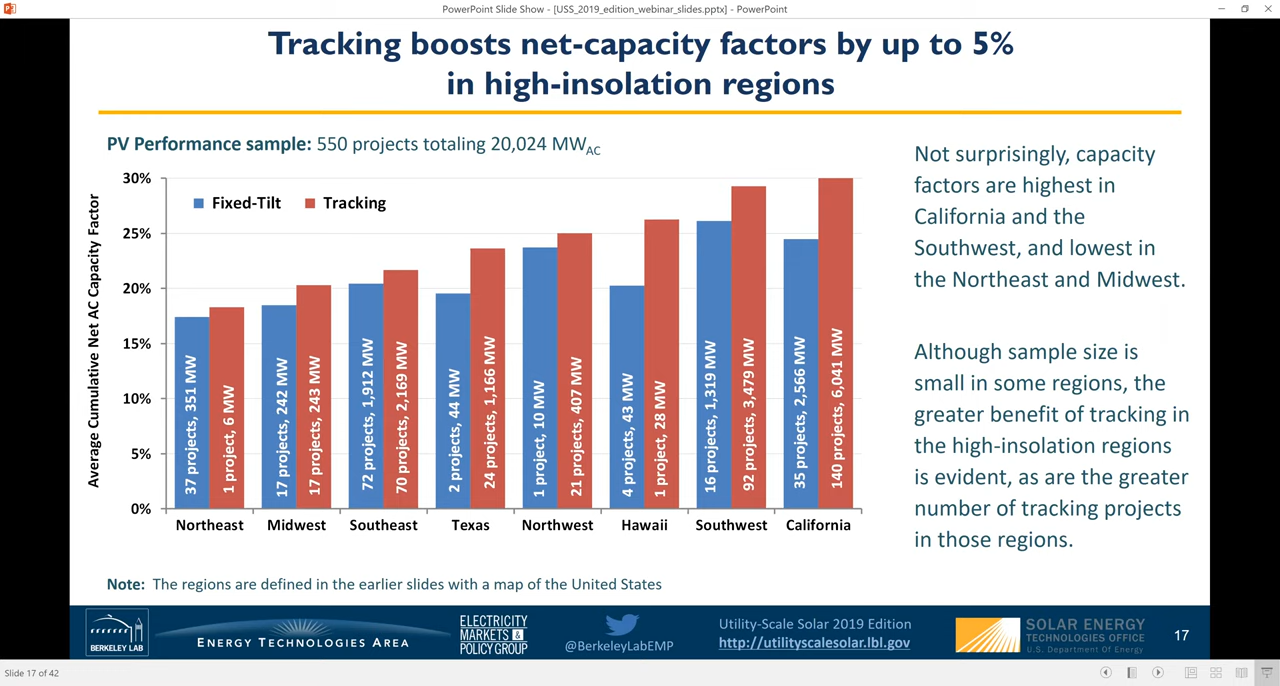 PowerPoint Slide Show - [USS_2019_edition_webinar_slides.pptx] - PowerPoint
Tracking boosts net-capacity factors by up to 5%
in high-insolation regions
PV Performance sample: 550 projects totaling 20,024 MWAC
30%
25%
20%
15%
10%
5%
0%
Average Cumulative Net AC Capacity Factor
Fixed-Tilt
Tracking
37 projects, 351 MW
1 project, 6 MW
17 projects, 242 MW
17 projects, 243 MW
72 projects, 1,912 MW
70 projects, 2,169 MW
2 projects, 44 MW
24 projects, 1,166 MW
1 project, 10 MW
21 projects, 407 MW
4 projects, 43 MW
1 project, 28 MW
16 projects, 1,319 MW
92 projects, 3,479 MW
35 projects, 2,566 MW
140 projects, 6,041 MW
Northeast
Midwest
Southeast
Texas
Northwest
Hawaii
Southwest
California
Not surprisingly, capacity
factors are highest in
California and the
Southwest, and lowest in
the Northeast and Midwest.
Although sample size is
small in some regions, the
greater benefit of tracking in
the high-insolation regions
is evident, as are the greater
number of tracking projects
in those regions.
Note: The regions are defined in the earlier slides with a map of the United States
BERKELEY LAB
ENERGY TECHNOLOGIES AREA
ELECTRICITY
MARKETS &
POLICY GROUP
@BerkeleyLabEMP
Utility-Scale Solar 2019 Edition
http://utilityscalesolar.lbl.gov
SOLAR ENERGY
TECHNOLOGIES OFFICE
U.S. Department Of Energy
17
Slide 17 of 42